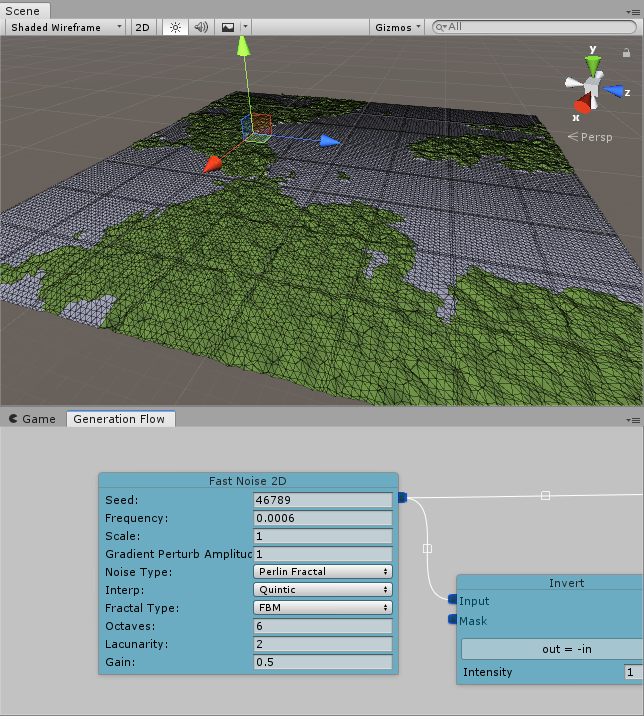 Scene
Shaded Wireframe 2D Gizmos All
y
z
x
Persp
Game Generation Flow
Fast Noise 2D
Seed: 46789
Frequency: 0.0006
Scale: 1
Gradient Perturb Amplitud 1
Noise Type: Perlin Fractal
Interp: Quintic
Fractal Type: FBM
Octaves: 6
Lacunarity: 2
Gain: 0.5
Invert
Input
Mask
out = -in
Intensity 1